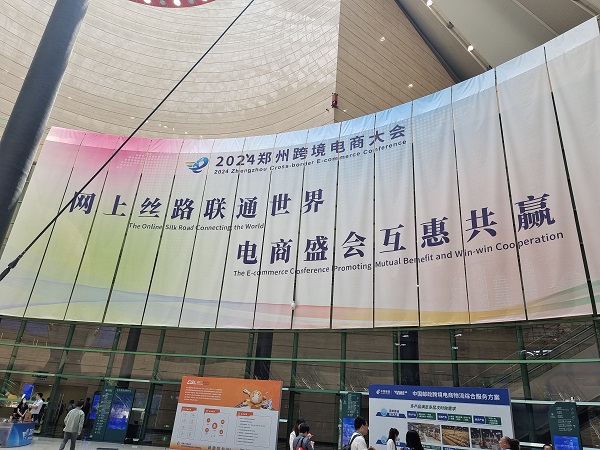 2024郑州跨境电商大会
2024 Zhengzhou Cross-border E-commerce Conference
网上丝路联通世界
The Online Silk Road Connecting the World
电商盛会互惠共赢
The E-commerce Conference Promoting Mutual Benefit and Win-win Cooperation
中国邮政跨境电商物流综合服务方案